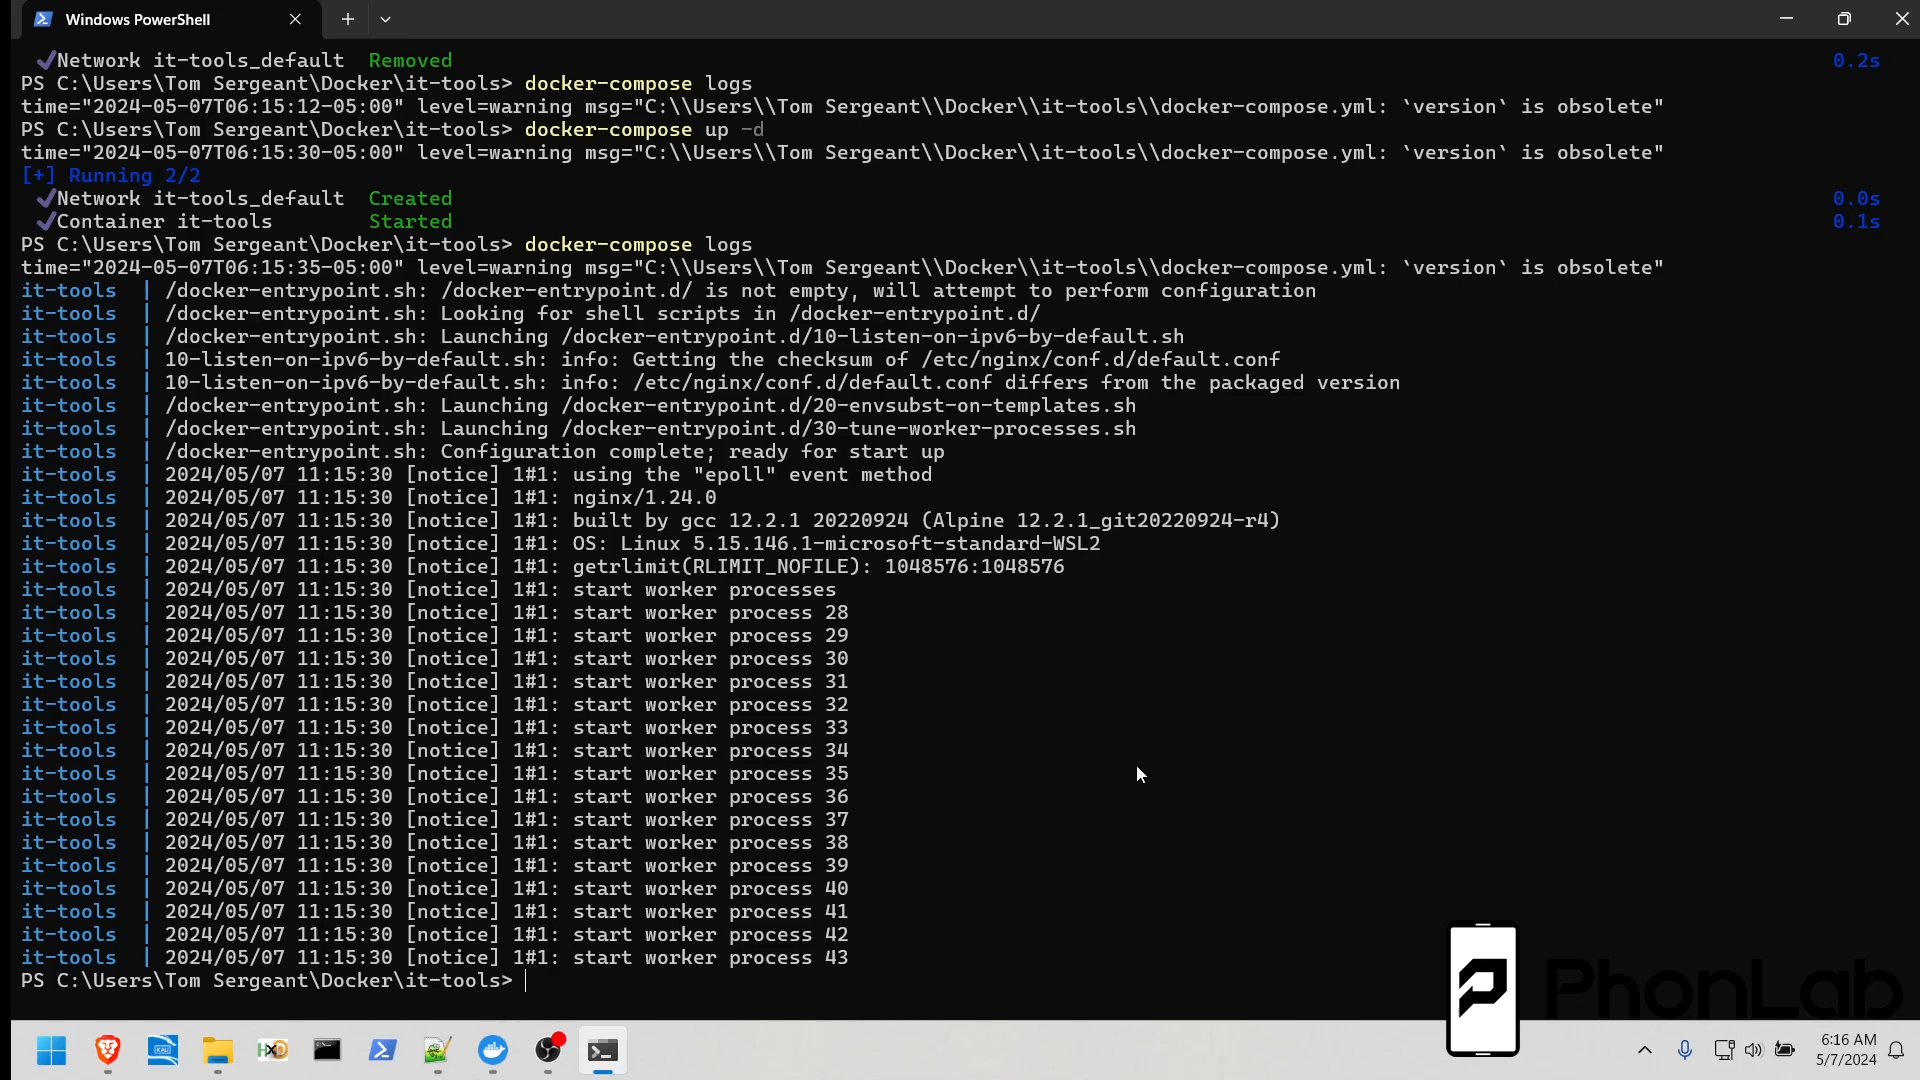 Windows PowerShell
✔Network it-tools_default  Removed  0.2s
PS C:\Users\Tom Sergeant\Docker\it-tools> docker-compose logs
time="2024-05-07T06:15:12-05:00" level=warning msg="C:\\Users\\Tom Sergeant\\Docker\\it-tools\\docker-compose.yml: `version` is obsolete"
PS C:\Users\Tom Sergeant\Docker\it-tools> docker-compose up -d
time="2024-05-07T06:15:30-05:00" level=warning msg="C:\\Users\\Tom Sergeant\\Docker\\it-tools\\docker-compose.yml: `version` is obsolete"
[+] Running 2/2
✔Network it-tools_default  Created  0.0s
✔Container it-tools  Started  0.1s
PS C:\Users\Tom Sergeant\Docker\it-tools> docker-compose logs
time="2024-05-07T06:15:35-05:00" level=warning msg="C:\\Users\\Tom Sergeant\\Docker\\it-tools\\docker-compose.yml: `version` is obsolete"
it-tools  | /docker-entrypoint.sh: /docker-entrypoint.d/ is not empty, will attempt to perform configuration
it-tools  | /docker-entrypoint.sh: Looking for shell scripts in /docker-entrypoint.d/
it-tools  | /docker-entrypoint.sh: Launching /docker-entrypoint.d/10-listen-on-ipv6-by-default.sh
it-tools  | 10-listen-on-ipv6-by-default.sh: info: Getting the checksum of /etc/nginx/conf.d/default.conf
it-tools  | 10-listen-on-ipv6-by-default.sh: info: /etc/nginx/conf.d/default.conf differs from the packaged version
it-tools  | /docker-entrypoint.sh: Launching /docker-entrypoint.d/20-envsubst-on-templates.sh
it-tools  | /docker-entrypoint.sh: Launching /docker-entrypoint.d/30-tune-worker-processes.sh
it-tools  | /docker-entrypoint.sh: Configuration complete; ready for start up
it-tools  | 2024/05/07 11:15:30 [notice] 1#1: using the "epoll" event method
it-tools  | 2024/05/07 11:15:30 [notice] 1#1: nginx/1.24.0
it-tools  | 2024/05/07 11:15:30 [notice] 1#1: built by gcc 12.2.1 20220924 (Alpine 12.2.1_git20220924-r4)
it-tools  | 2024/05/07 11:15:30 [notice] 1#1: OS: Linux 5.15.146.1-microsoft-standard-WSL2
it-tools  | 2024/05/07 11:15:30 [notice] 1#1: getrlimit(RLIMIT_NOFILE): 1048576:1048576
it-tools  | 2024/05/07 11:15:30 [notice] 1#1: start worker processes
it-tools  | 2024/05/07 11:15:30 [notice] 1#1: start worker process 28
it-tools  | 2024/05/07 11:15:30 [notice] 1#1: start worker process 29
it-tools  | 2024/05/07 11:15:30 [notice] 1#1: start worker process 30
it-tools  | 2024/05/07 11:15:30 [notice] 1#1: start worker process 31
it-tools  | 2024/05/07 11:15:30 [notice] 1#1: start worker process 32
it-tools  | 2024/05/07 11:15:30 [notice] 1#1: start worker process 33
it-tools  | 2024/05/07 11:15:30 [notice] 1#1: start worker process 34
it-tools  | 2024/05/07 11:15:30 [notice] 1#1: start worker process 35
it-tools  | 2024/05/07 11:15:30 [notice] 1#1: start worker process 36
it-tools  | 2024/05/07 11:15:30 [notice] 1#1: start worker process 37
it-tools  | 2024/05/07 11:15:30 [notice] 1#1: start worker process 38
it-tools  | 2024/05/07 11:15:30 [notice] 1#1: start worker process 39
it-tools  | 2024/05/07 11:15:30 [notice] 1#1: start worker process 40
it-tools  | 2024/05/07 11:15:30 [notice] 1#1: start worker process 41
it-tools  | 2024/05/07 11:15:30 [notice] 1#1: start worker process 42
it-tools  | 2024/05/07 11:15:30 [notice] 1#1: start worker process 43
PS C:\Users\Tom Sergeant\Docker\it-tools>
PhonLab
6:16 AM
5/7/2024